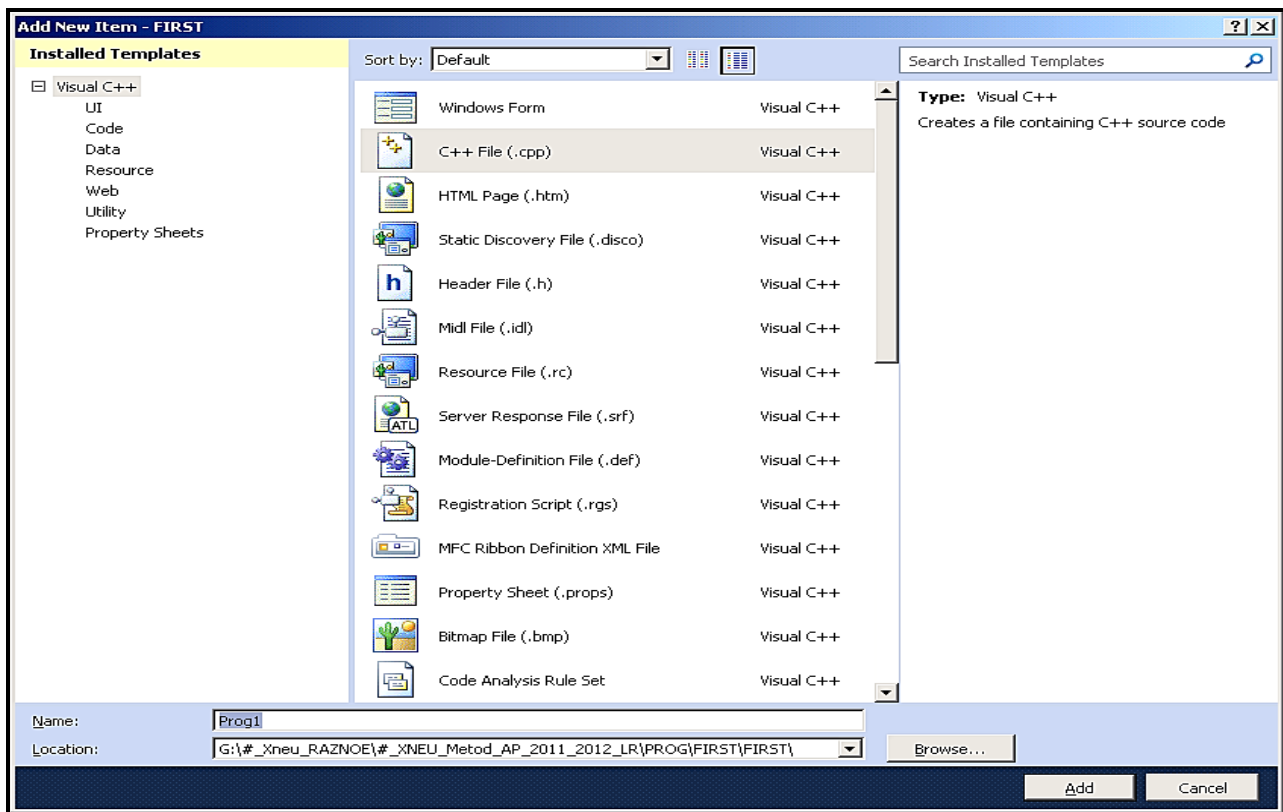 Add New Item - FIRST
Installed Templates
Visual C++
UI
Code
Data
Resource
Web
Utility
Property Sheets
Sort by: Default
Windows Form Visual C++
C++ File (.cpp) Visual C++
HTML Page (.htm) Visual C++
Static Discovery File (.disco) Visual C++
Header File (.h) Visual C++
Midl File (.idl) Visual C++
Resource File (.rc) Visual C++
ATL
Server Response File (.srf) Visual C++
Module-Definition File (.def) Visual C++
Registration Script (.rgs) Visual C++
MFC Ribbon Definition XML File Visual C++
Property Sheet (.props) Visual C++
Bitmap File (.bmp) Visual C++
Code Analysis Rule Set Visual C++
Search Installed Templates
Type: Visual C++
Creates a file containing C++ source code
Name: Prog1
Location: G:\#_Xneu_RAZNOE\#_XNEU_Metod_AP_2011_2012_LR\PROG\FIRST\FIRST\
Browse...
Add Cancel